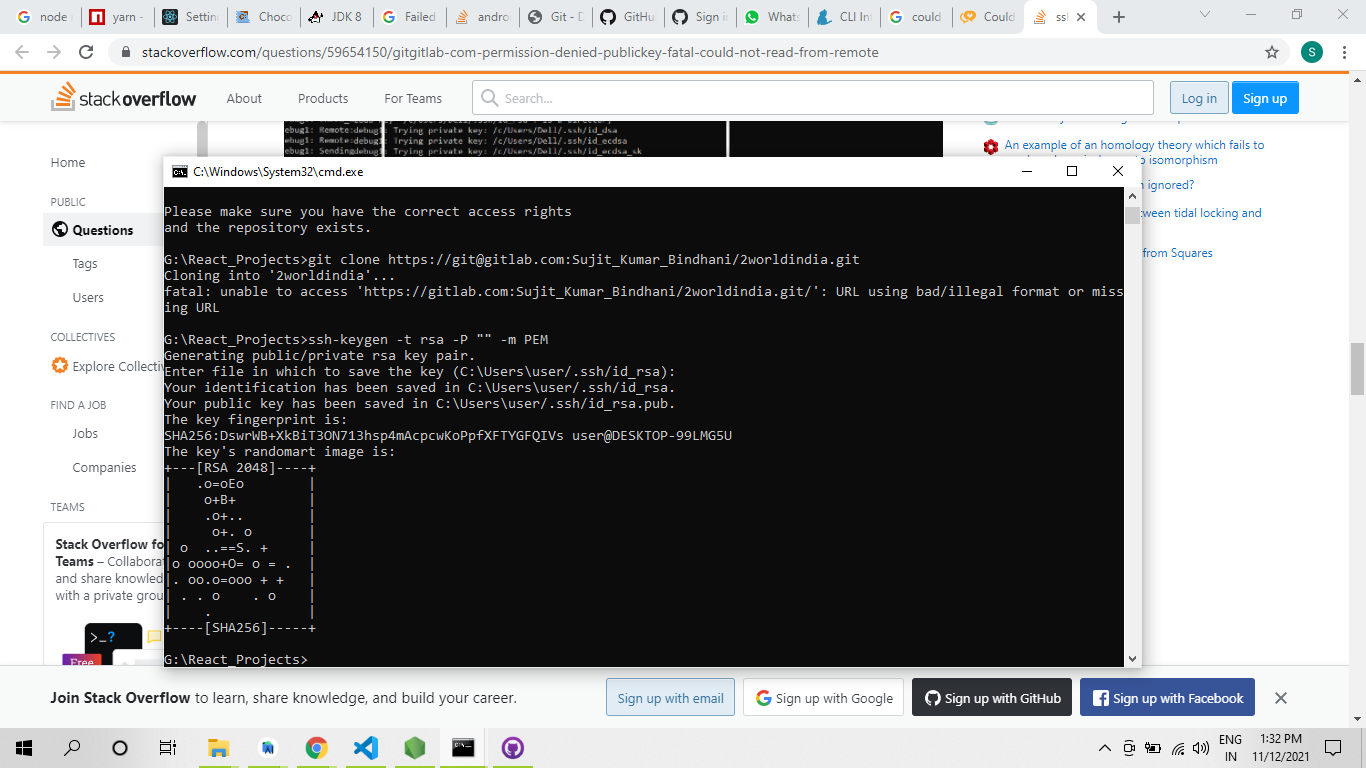 node
yarn -
Setting
Choco
JDK 8
Failed
andro
Git - D
GitHu
Sign in
Whats
CLI Int
could
Could
ssh
stackoverflow.com/questions/59654150/gitgitlab-com-permission-denied-publickey-fatal-could-not-read-from-remote
S
stackoverflow
About
Products
For Teams
Search...
Log in
Sign up
ebug1: Remote:debug1: Trying private key: /c/Users/Dell/.ssh/id_dsa
ebug1: Remote:debug1: Trying private key: /c/Users/Dell/.ssh/id_ecdsa
ebug1: Sendingdebug1: Trying private key: /c/Users/Dell/.ssh/id_ecdsa_sk
An example of an homology theory which fails to
isomorphism
ignored?
tween tidal locking and
from Squares
Home
PUBLIC
Questions
Tags
Users
COLLECTIVES
Explore Collectiv
FIND A JOB
Jobs
Companies
TEAMS
Stack Overflow fo
Teams – Collabora
and share knowled
with a private grou
>_?
Free
C:\Windows\System32\cmd.exe
Please make sure you have the correct access rights
and the repository exists.
G:\React_Projects>git clone https://git@gitlab.com:Sujit_Kumar_Bindhani/2worldindia.git
Cloning into '2worldindia'...
fatal: unable to access 'https://gitlab.com:Sujit_Kumar_Bindhani/2worldindia.git/': URL using bad/illegal format or miss
ing URL
G:\React_Projects>ssh-keygen -t rsa -P "" -m PEM
Generating public/private rsa key pair.
Enter file in which to save the key (C:\Users\user/.ssh/id_rsa):
Your identification has been saved in C:\Users\user/.ssh/id_rsa.
Your public key has been saved in C:\Users\user/.ssh/id_rsa.pub.
The key fingerprint is:
SHA256:DswrWB+XkBiT3ON713hsp4mAcpcwKoPpfXFTYGFQIVs user@DESKTOP-99LMG5U
The key's randomart image is:
+---[RSA 2048]----+
|   .o=oEo        |
|    o+B+         |
|    .o+..        |
|     o+. o       |
| o  ..==S. +     |
|o oooo+O= o = .  |
|. oo.o=ooo + +   |
| . . o    . o    |
|    .            |
+----[SHA256]-----+
G:\React_Projects>
Join Stack Overflow to learn, share knowledge, and build your career.
Sign up with email
Sign up with Google
Sign up with GitHub
Sign up with Facebook
ENG
IN
1:32 PM
11/12/2021